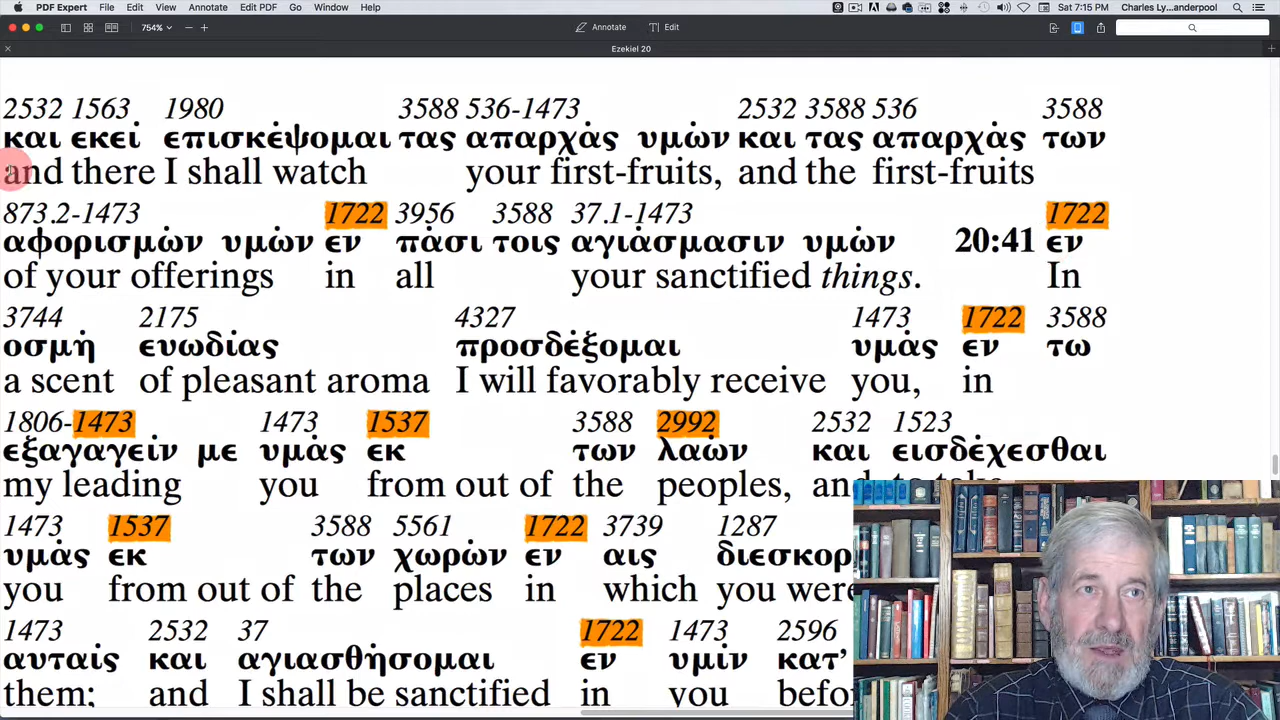 PDF Expert File Edit View Annotate Edit PDF Go Window Help Sat 7:15 PM Charles Ly...anderpool
754% Annotate Edit
Ezekiel 20
2532 1563 1980 3588 536-1473 2532 3588 536 3588
και εκεί επισκέψομαι τας απαρχάς υμών και τας απαρχάς των
and there I shall watch your first-fruits, and the first-fruits
873.2-1473 1722 3956 3588 37.1-1473 1722
αφορισμών υμών εν πάσι τοις αγιάσμασιν υμών 20:41 εν
of your offerings in all your sanctified things. In
3744 2175 4327 1473 1722 3588
οσμή ευωδίας προσδέξομαι υμάς εν τω
a scent of pleasant aroma I will favorably receive you, in
1806-1473 1473 1537 3588 2992 2532 1523
εξαγαγείν με υμάς εκ των λαών και εισδέχεσθαι
my leading you from out of the peoples, and to take
1473 1537 3588 5561 1722 3739 1287
υμάς εκ των χωρών εν αις διεσκορ
you from out of the places in which you were
1473 2532 37 1722 1473 2596
αυταίς και αγιασθήσομαι εν υμίν κατ'
them; and I shall be sanctified in you befo